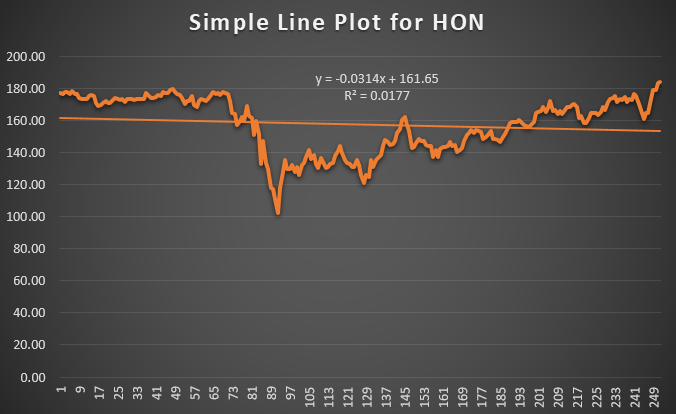 Simple Line Plot for HON
y = -0.0314x + 161.65
R² = 0.0177
200.00
180.00
160.00
140.00
120.00
100.00
80.00
60.00
40.00
20.00
0.00
1 9 17 25 33 41 49 57 65 73 81 89 97 105 113 121 129 137 145 153 161 169 177 185 193 201 209 217 225 233 241 249